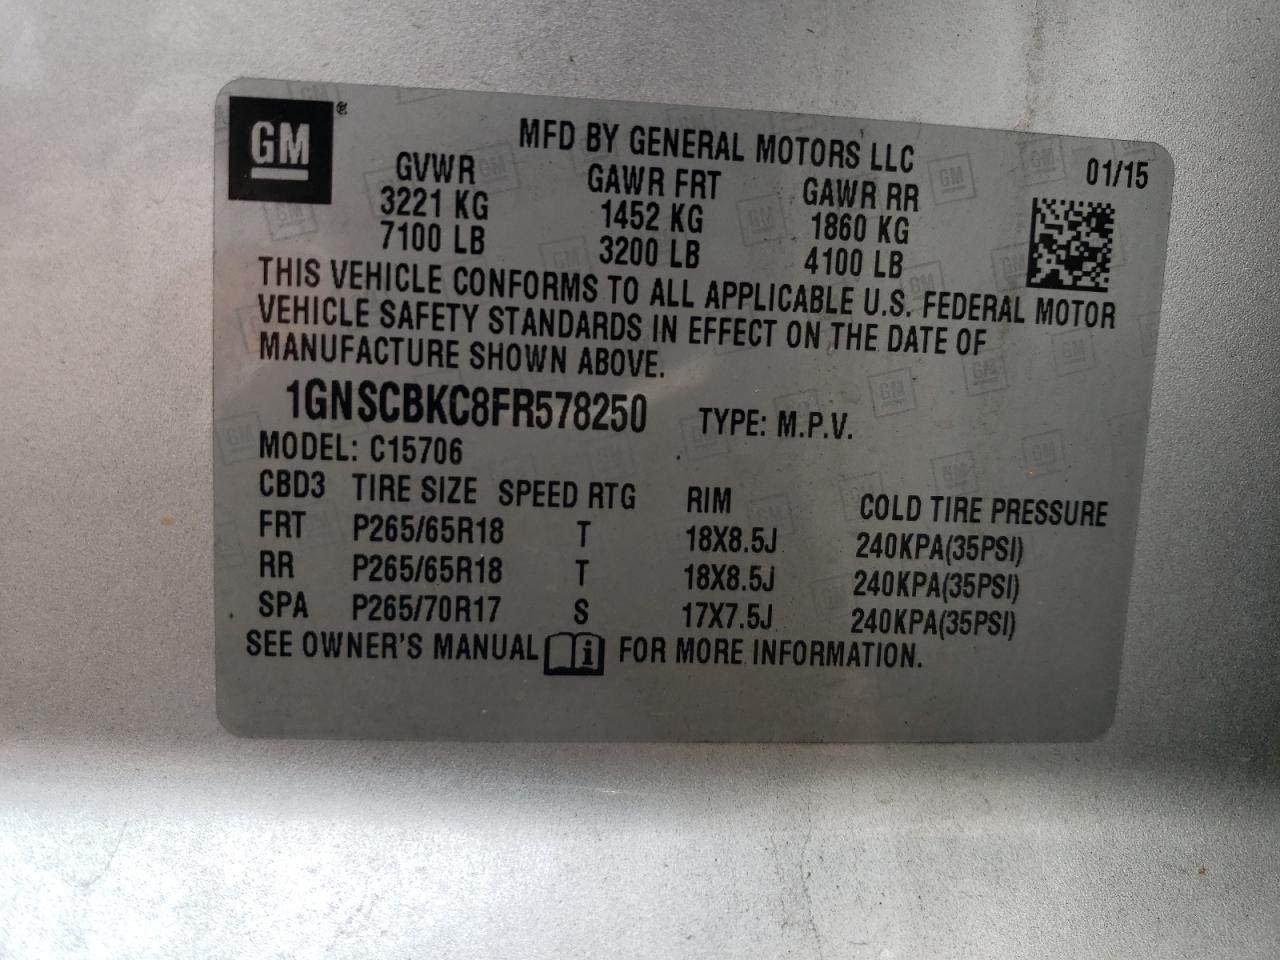 GM ®
MFD BY GENERAL MOTORS LLC
01/15
GVWR GAWR FRT GAWR RR
3221 KG 1452 KG 1860 KG
7100 LB 3200 LB 4100 LB
THIS VEHICLE CONFORMS TO ALL APPLICABLE U.S. FEDERAL MOTOR
VEHICLE SAFETY STANDARDS IN EFFECT ON THE DATE OF
MANUFACTURE SHOWN ABOVE.
1GNSCBKC8FR578250 TYPE: M.P.V.
MODEL: C15706
CBD3 TIRE SIZE SPEED RTG RIM COLD TIRE PRESSURE
FRT P265/65R18 T 18X8.5J 240KPA(35PSI)
RR P265/65R18 T 18X8.5J 240KPA(35PSI)
SPA P265/70R17 S 17X7.5J 240KPA(35PSI)
SEE OWNER'S MANUAL i FOR MORE INFORMATION.